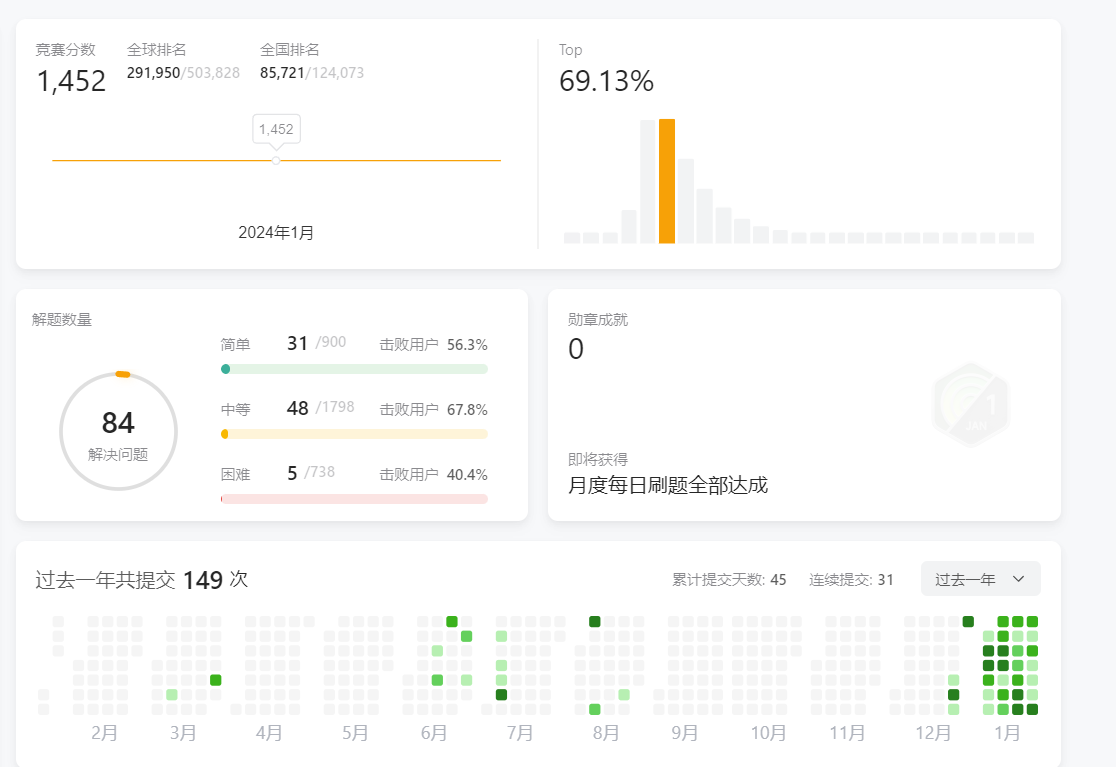 竞赛分数 全球排名 全国排名
1,452 291,950/503,828 85,721/124,073
1,452
2024年1月
Top
69.13%
解题数量
84
解决问题
简单 31 /900 击败用户 56.3%
中等 48 /1798 击败用户 67.8%
困难 5 /738 击败用户 40.4%
勋章成就
0
1
JAN
即将获得
月度每日刷题全部达成
过去一年共提交 149 次 累计提交天数: 45 连续提交: 31 过去一年
2月 3月 4月 5月 6月 7月 8月 9月 10月 11月 12月 1月